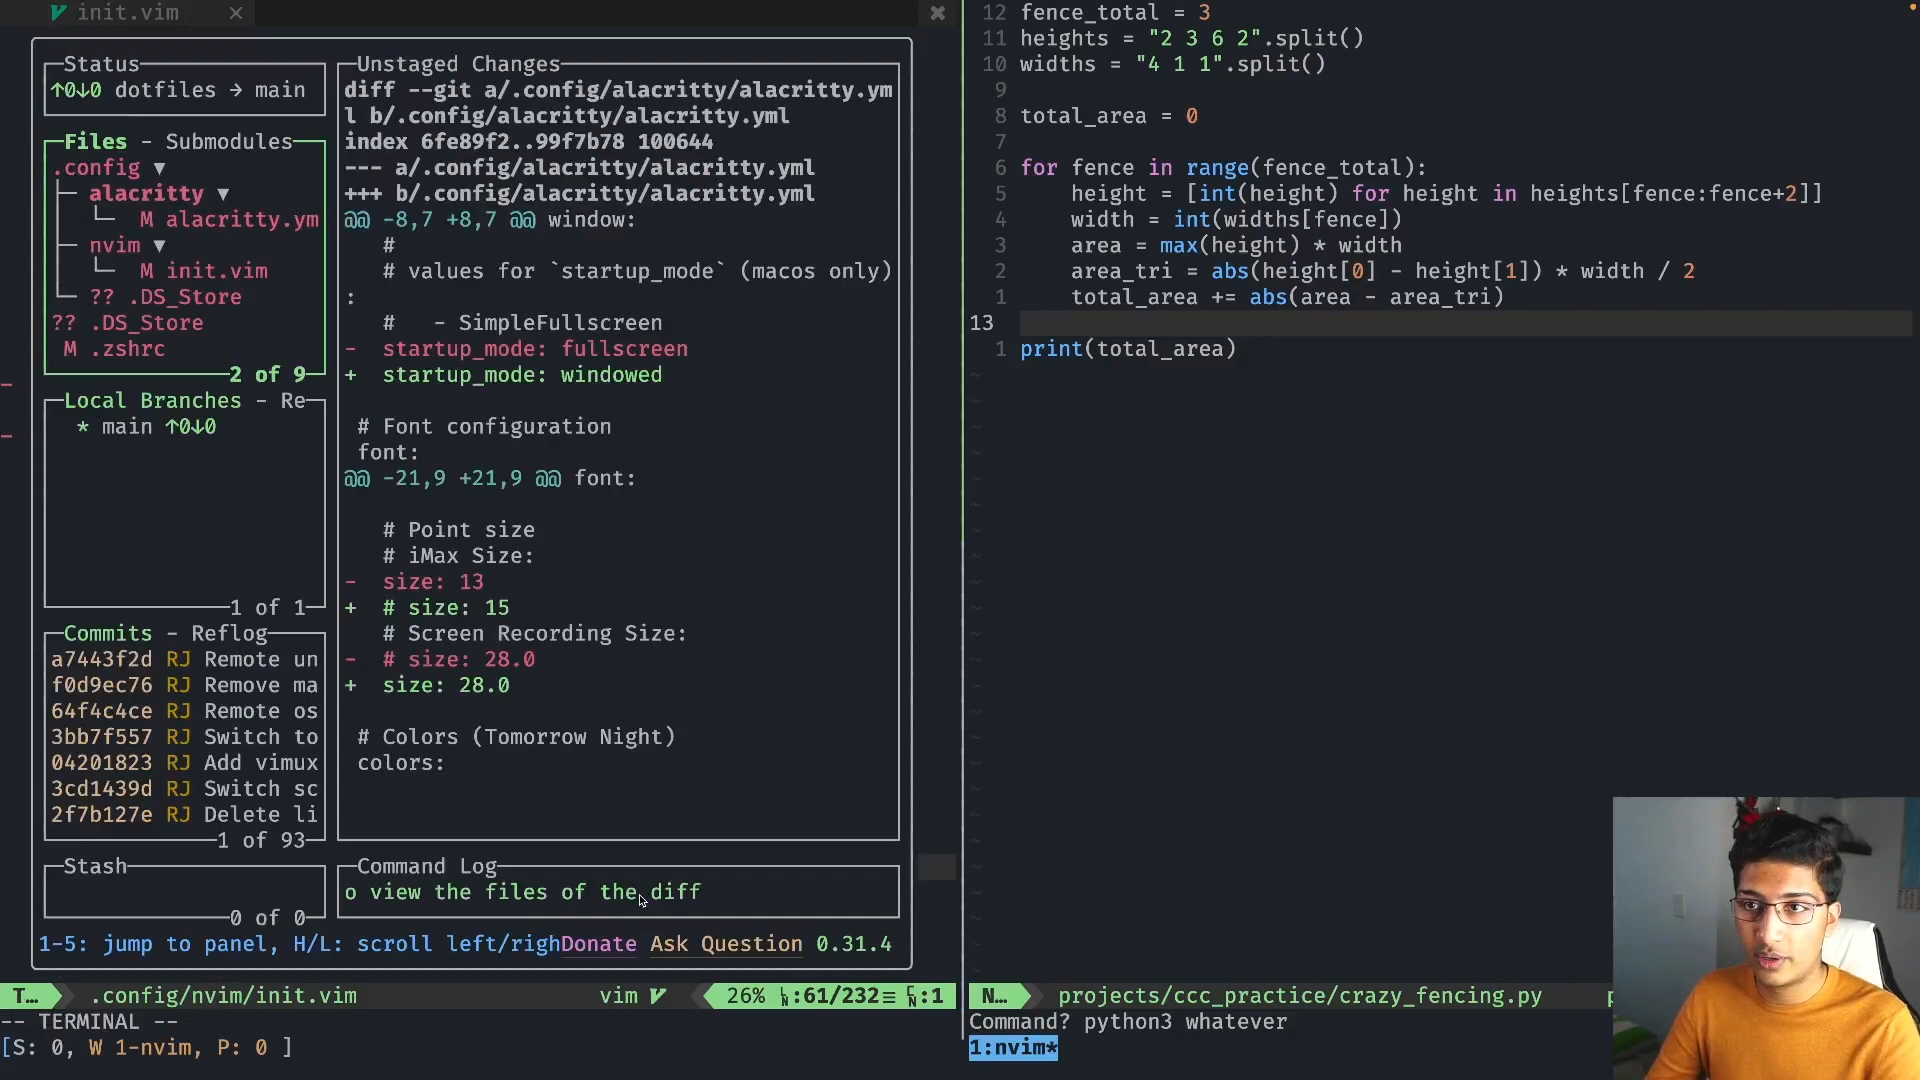 init.vim ×
Status
↑0↓0 dotfiles → main
Files - Submodules
.config ▼
alacritty ▼
M alacritty.ym
nvim ▼
M init.vim
?? .DS_Store
?? .DS_Store
M .zshrc
2 of 9
Local Branches - Re
* main ↑0↓0
1 of 1
Commits - Reflog
a7443f2d RJ Remote un
f0d9ec76 RJ Remove ma
64f4c4ce RJ Remote os
3bb7f557 RJ Switch to
04201823 RJ Add vimux
3cd1439d RJ Switch sc
2f7b127e RJ Delete li
1 of 93
Stash
0 of 0
Unstaged Changes
diff --git a/.config/alacritty/alacritty.ym
l b/.config/alacritty/alacritty.yml
index 6fe89f2..99f7b78 100644
--- a/.config/alacritty/alacritty.yml
+++ b/.config/alacritty/alacritty.yml
@@ -8,7 +8,7 @@ window:
#
# values for `startup_mode` (macos only)
:
#   - SimpleFullscreen
-  startup_mode: fullscreen
+  startup_mode: windowed
# Font configuration
font:
@@ -21,9 +21,9 @@ font:
# Point size
# iMax Size:
-  size: 13
+  # size: 15
# Screen Recording Size:
-  # size: 28.0
+  size: 28.0
# Colors (Tomorrow Night)
colors:
Command Log
o view the files of the diff
1-5: jump to panel, H/L: scroll left/righDonate Ask Question 0.31.4
T… .config/nvim/init.vim vim 26% ㏑:61/232≡ ℅:1
-- TERMINAL --
[S: 0, W 1-nvim, P: 0 ]
12 fence_total = 3
11 heights = "2 3 6 2".split()
10 widths = "4 1 1".split()
9
8 total_area = 0
7
6 for fence in range(fence_total):
5     height = [int(height) for height in heights[fence:fence+2]]
4     width = int(widths[fence])
3     area = max(height) * width
2     area_tri = abs(height[0] - height[1]) * width / 2
1     total_area += abs(area - area_tri)
13
1 print(total_area)
N… projects/ccc_practice/crazy_fencing.py
Command? python3 whatever
1:nvim*